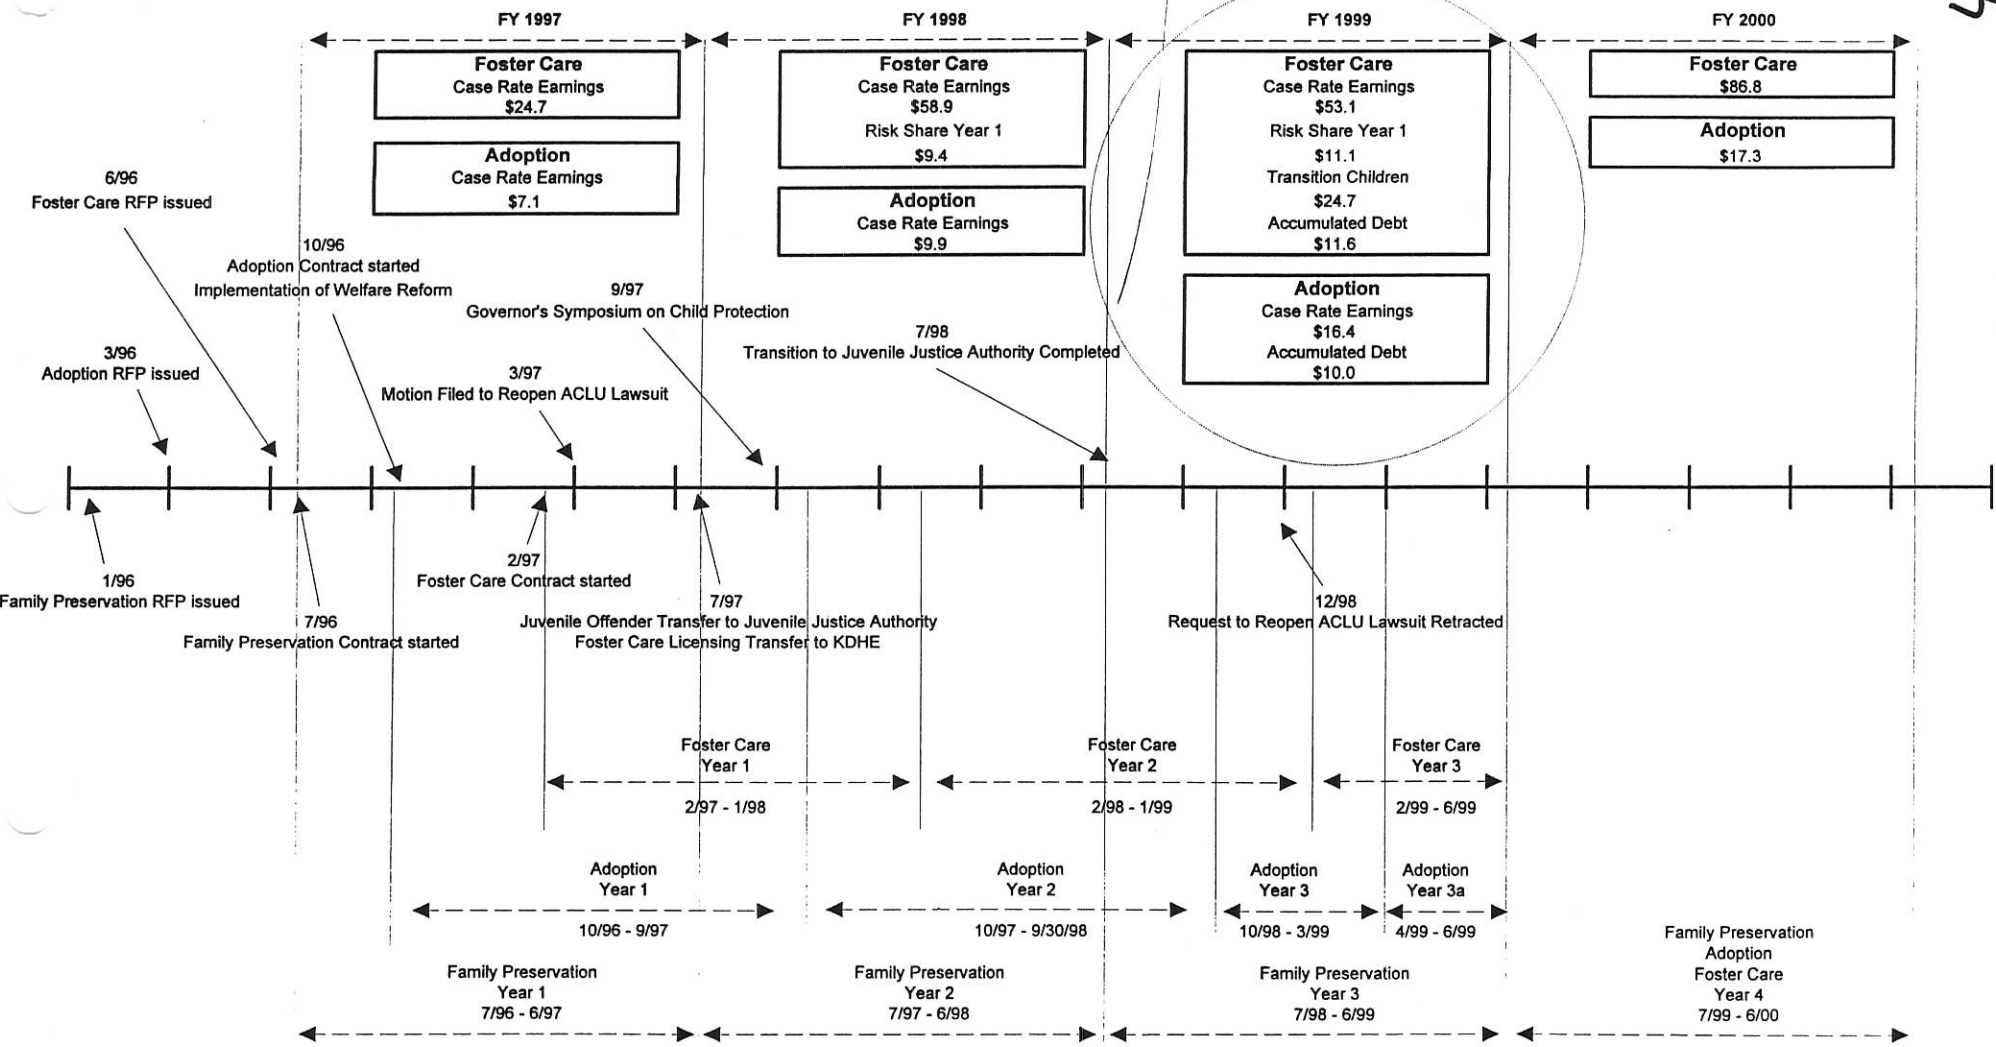 FY 1997
FY 1998
FY 1999
FY 2000
Foster Care
Case Rate Earnings
$24.7
Adoption
Case Rate Earnings
$7.1
Foster Care
Case Rate Earnings
$58.9
Risk Share Year 1
$9.4
Adoption
Case Rate Earnings
$9.9
Foster Care
Case Rate Earnings
$53.1
Risk Share Year 1
$11.1
Transition Children
$24.7
Accumulated Debt
$11.6
Adoption
Case Rate Earnings
$16.4
Accumulated Debt
$10.0
Foster Care
$86.8
Adoption
$17.3
6/96
Foster Care RFP issued
10/96
Adoption Contract started
Implementation of Welfare Reform
9/97
Governor's Symposium on Child Protection
7/98
Transition to Juvenile Justice Authority Completed
3/96
Adoption RFP issued
3/97
Motion Filed to Reopen ACLU Lawsuit
1/96
Family Preservation RFP issued
7/96
Family Preservation Contract started
2/97
Foster Care Contract started
7/97
Juvenile Offender Transfer to Juvenile Justice Authority
Foster Care Licensing Transfer to KDHE
12/98
Request to Reopen ACLU Lawsuit Retracted
Foster Care
Year 1
2/97 - 1/98
Foster Care
Year 2
2/98 - 1/99
Foster Care
Year 3
2/99 - 6/99
Adoption
Year 1
10/96 - 9/97
Adoption
Year 2
10/97 - 9/30/98
Adoption
Year 3
10/98 - 3/99
Adoption
Year 3a
4/99 - 6/99
Family Preservation
Year 1
7/96 - 6/97
Family Preservation
Year 2
7/97 - 6/98
Family Preservation
Year 3
7/98 - 6/99
Family Preservation
Adoption
Foster Care
Year 4
7/99 - 6/00